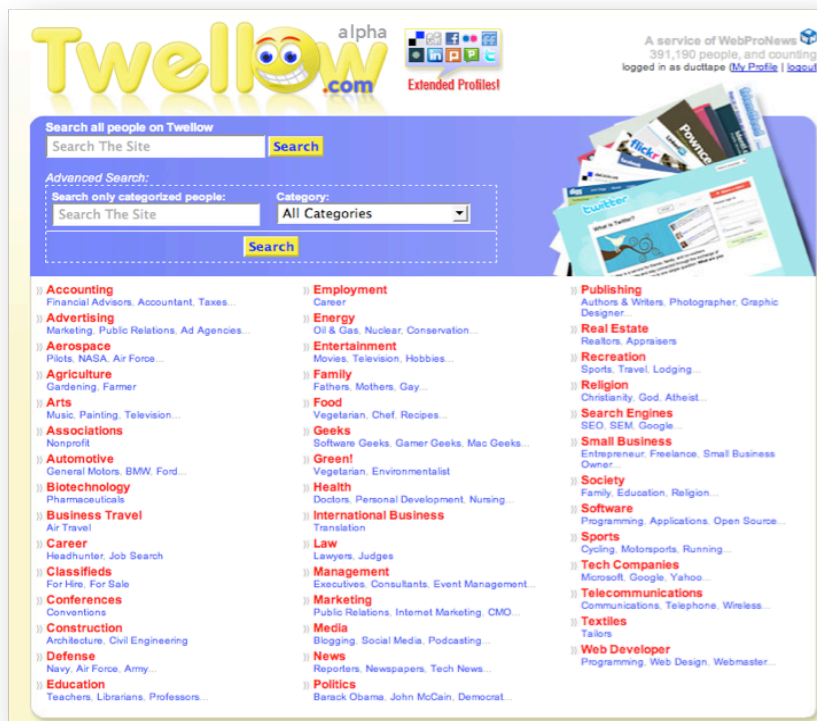 alpha
Twellow
.com
Extended Profiles!
A service of WebProNews
391,190 people, and counting
logged in as ducttape (My Profile | logout
Search all people on Twellow
Search The Site
Search
Advanced Search:
Search only categorized people:
Category:
Search The Site
All Categories
Search
flickr
Pownce
twitter
What is Twitter?
Accounting
Financial Advisors, Accountant, Taxes...
Advertising
Marketing, Public Relations, Ad Agencies...
Aerospace
Pilots, NASA, Air Force...
Agriculture
Gardening, Farmer
Arts
Music, Painting, Television...
Associations
Nonprofit
Automotive
General Motors, BMW, Ford...
Biotechnology
Pharmaceuticals
Business Travel
Air Travel
Career
Headhunter, Job Search
Classifieds
For Hire, For Sale
Conferences
Conventions
Construction
Architecture, Civil Engineering
Defense
Navy, Air Force, Army...
Education
Teachers, Librarians, Professors...
Employment
Career
Energy
Oil & Gas, Nuclear, Conservation...
Entertainment
Movies, Television, Hobbies...
Family
Fathers, Mothers, Gay...
Food
Vegetarian, Chef, Recipes...
Geeks
Software Geeks, Gamer Geeks, Mac Geeks...
Green!
Vegetarian, Environmentalist
Health
Doctors, Personal Development, Nursing...
International Business
Translation
Law
Lawyers, Judges
Management
Executives, Consultants, Event Management...
Marketing
Public Relations, Internet Marketing, CMO...
Media
Blogging, Social Media, Podcasting...
News
Reporters, Newspapers, Tech News...
Politics
Barack Obama, John McCain, Democrat...
Publishing
Authors & Writers, Photographer, Graphic
Designer...
Real Estate
Realtors, Appraisers
Recreation
Sports, Travel, Lodging...
Religion
Christianity, God, Atheist...
Search Engines
SEO, SEM, Google...
Small Business
Entrepreneur, Freelance, Small Business
Owner...
Society
Family, Education, Religion...
Software
Programming, Applications, Open Source...
Sports
Cycling, Motorsports, Running...
Tech Companies
Microsoft, Google, Yahoo...
Telecommunications
Communications, Telephone, Wireless...
Textiles
Tailors
Web Developer
Programming, Web Design, Webmaster...